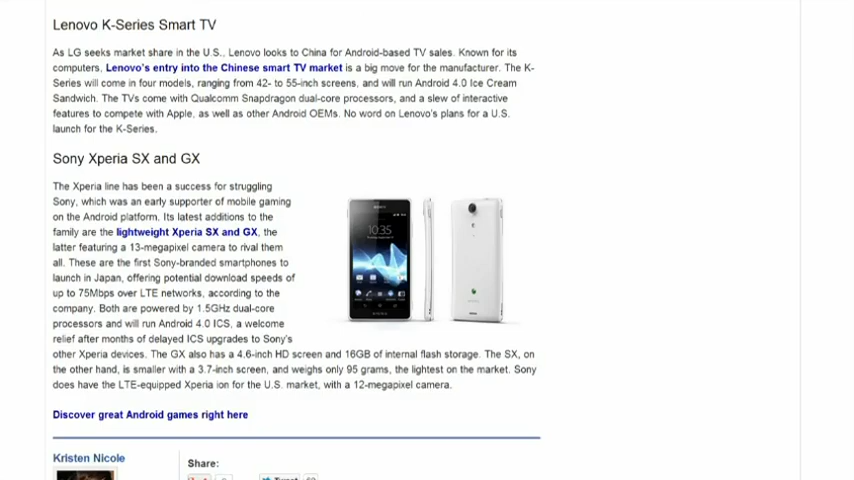 Lenovo K-Series Smart TV
As LG seeks market share in the U.S., Lenovo looks to China for Android-based TV sales. Known for its
computers, Lenovo's entry into the Chinese smart TV market is a big move for the manufacturer. The K-
Series will come in four models, ranging from 42- to 55-inch screens, and will run Android 4.0 Ice Cream
Sandwich. The TVs come with Qualcomm Snapdragon dual-core processors, and a slew of interactive
features to compete with Apple, as well as other Android OEMs. No word on Lenovo's plans for a U.S.
launch for the K-Series.
Sony Xperia SX and GX
The Xperia line has been a success for struggling
Sony, which was an early supporter of mobile gaming
on the Android platform. Its latest additions to the
family are the lightweight Xperia SX and GX, the
latter featuring a 13-megapixel camera to rival them
all. These are the first Sony-branded smartphones to
launch in Japan, offering potential download speeds of
up to 75Mbps over LTE networks, according to the
company. Both are powered by 1.5GHz dual-core
processors and will run Android 4.0 ICS, a welcome
relief after months of delayed ICS upgrades to Sony's
other Xperia devices. The GX also has a 4.6-inch HD screen and 16GB of internal flash storage. The SX, on
the other hand, is smaller with a 3.7-inch screen, and weighs only 95 grams, the lightest on the market. Sony
does have the LTE-equipped Xperia ion for the U.S. market, with a 12-megapixel camera.
10:35
Discover great Android games right here
Kristen Nicole
Share: